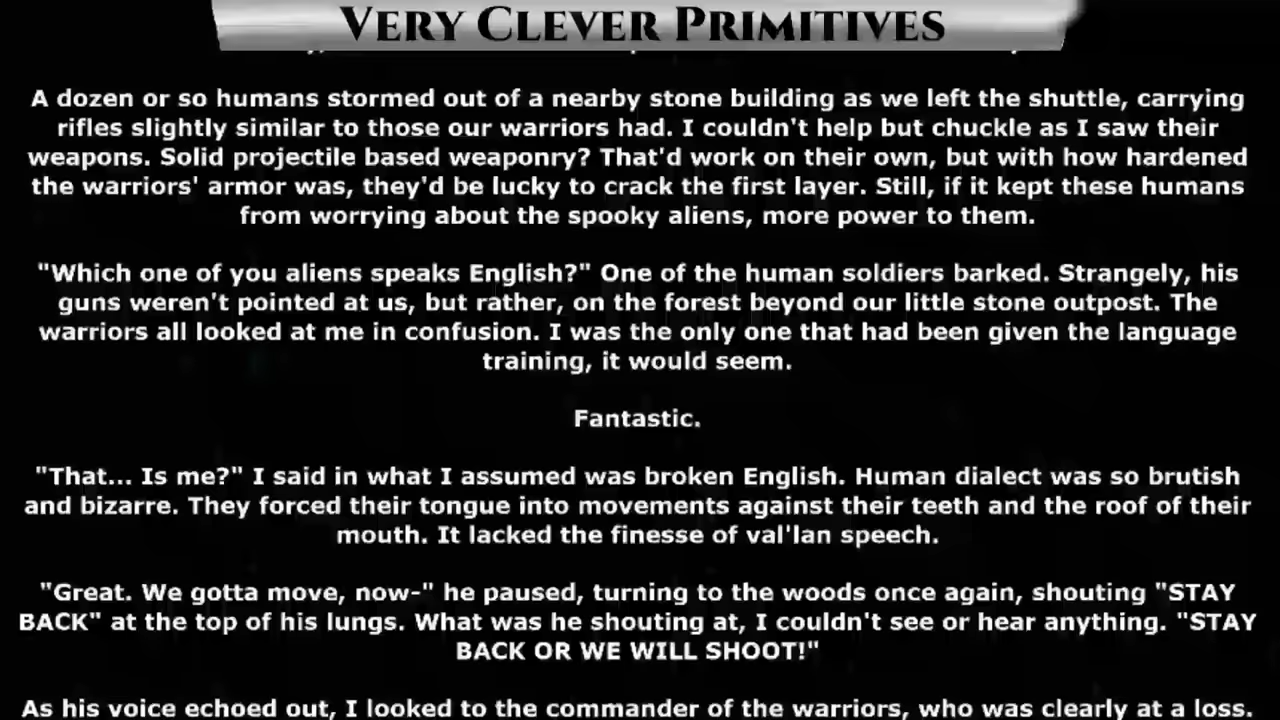 VERY CLEVER PRIMITIVES
A dozen or so humans stormed out of a nearby stone building as we left the shuttle, carrying
rifles slightly similar to those our warriors had. I couldn't help but chuckle as I saw their
weapons. Solid projectile based weaponry? That'd work on their own, but with how hardened
the warriors' armor was, they'd be lucky to crack the first layer. Still, if it kept these humans
from worrying about the spooky aliens, more power to them.
"Which one of you aliens speaks English?" One of the human soldiers barked. Strangely, his
guns weren't pointed at us, but rather, on the forest beyond our little stone outpost. The
warriors all looked at me in confusion. I was the only one that had been given the language
training, it would seem.
Fantastic.
"That... Is me?" I said in what I assumed was broken English. Human dialect was so brutish
and bizarre. They forced their tongue into movements against their teeth and the roof of their
mouth. It lacked the finesse of val'lan speech.
"Great. We gotta move, now-" he paused, turning to the woods once again, shouting "STAY
BACK" at the top of his lungs. What was he shouting at, I couldn't see or hear anything. "STAY
BACK OR WE WILL SHOOT!"
As his voice echoed out, I looked to the commander of the warriors, who was clearly at a loss.